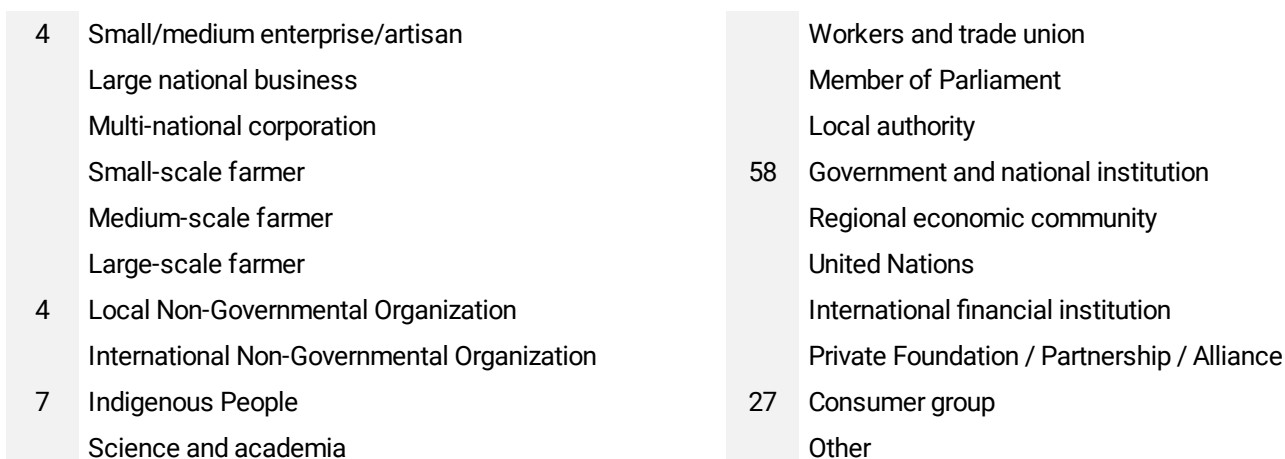 4 Small/medium enterprise/artisan
Large national business
Multi-national corporation
Small-scale farmer
Medium-scale farmer
Large-scale farmer
4 Local Non-Governmental Organization
International Non-Governmental Organization
7 Indigenous People
Science and academia
Workers and trade union
Member of Parliament
Local authority
58 Government and national institution
Regional economic community
United Nations
International financial institution
Private Foundation / Partnership / Alliance
27 Consumer group
Other